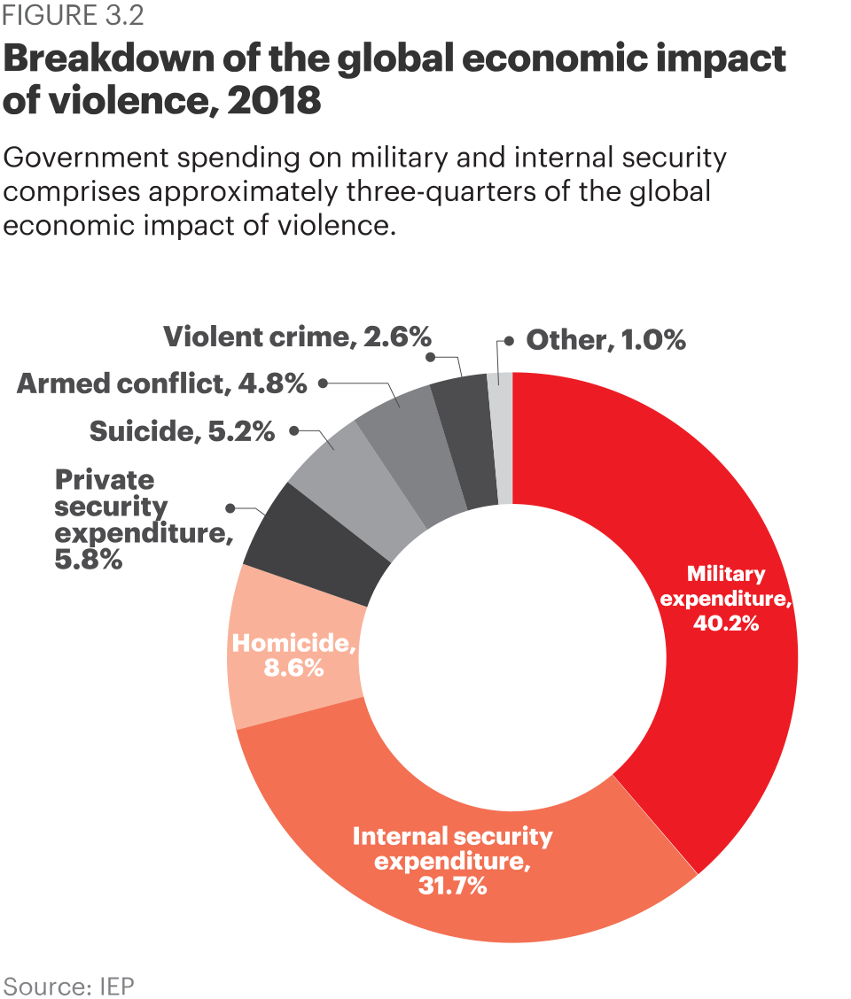 FIGURE 3.2
Breakdown of the global economic impact
of violence, 2018
Government spending on military and internal security
comprises approximately three-quarters of the global
economic impact of violence.
Violent crime, 2.6%
Other, 1.0%
Armed conflict, 4.8%
Suicide, 5.2%
Private
security
expenditure,
5.8%
Military
expenditure,
40.2%
Homicide,
8.6%
Internal security
expenditure,
31.7%
Source: IEP